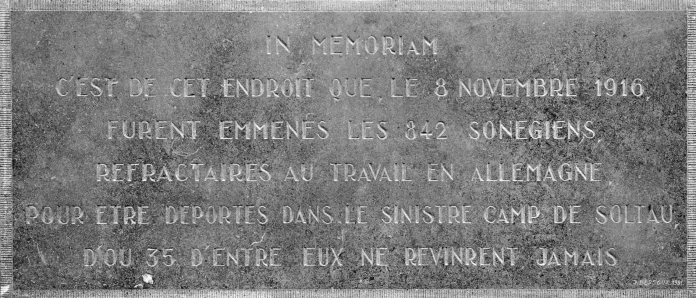 IN MEMORIAM
C'EST DE CET ENDROIT QUE, LE 8 NOVEMBRE 1916,
FURENT EMMENÉS LES 842 SONEGIENS,
REFRACTAIRES AU TRAVAIL EN ALLEMAGNE
POUR ETRE DEPORTES DANS LE SINISTRE CAMP DE SOLTAU,
D'OU 35 D'ENTRE EUX NE REVINRENT JAMAIS